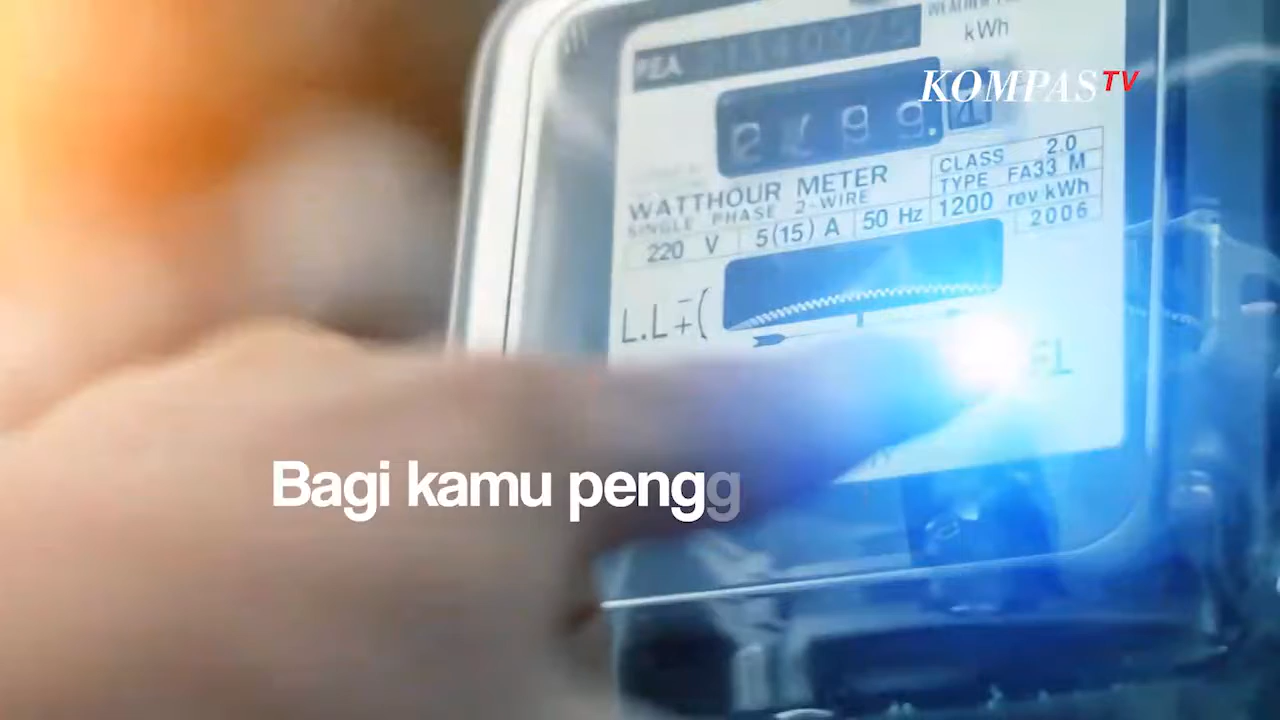 kWh
KOMPAS TV
PEA
WATTHOUR METER
SINGLE PHASE 2-WIRE
220 V 5(15) A 50 Hz 1200 rev kWh
CLASS 2.0
TYPE FA33 M
2006
L.L
Bagi kamu pengg